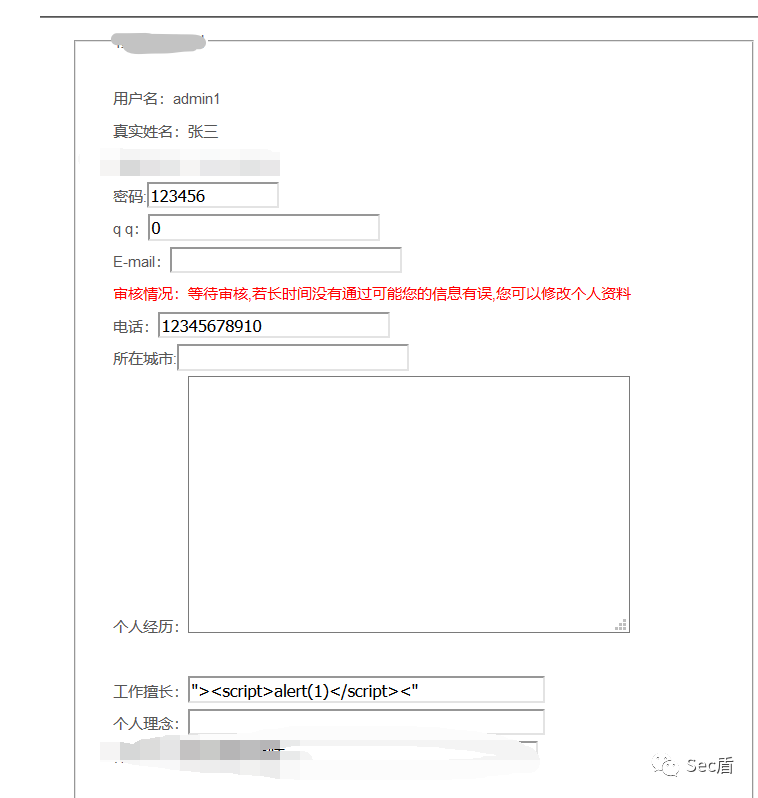 用户名：admin1
真实姓名：张三
密码:123456
q q：0
E-mail：
审核情况：等待审核,若长时间没有通过可能您的信息有误,您可以修改个人资料
电话：12345678910
所在城市:
个人经历：
工作擅长："><script>alert(1)</script><"
个人理念：
Sec盾